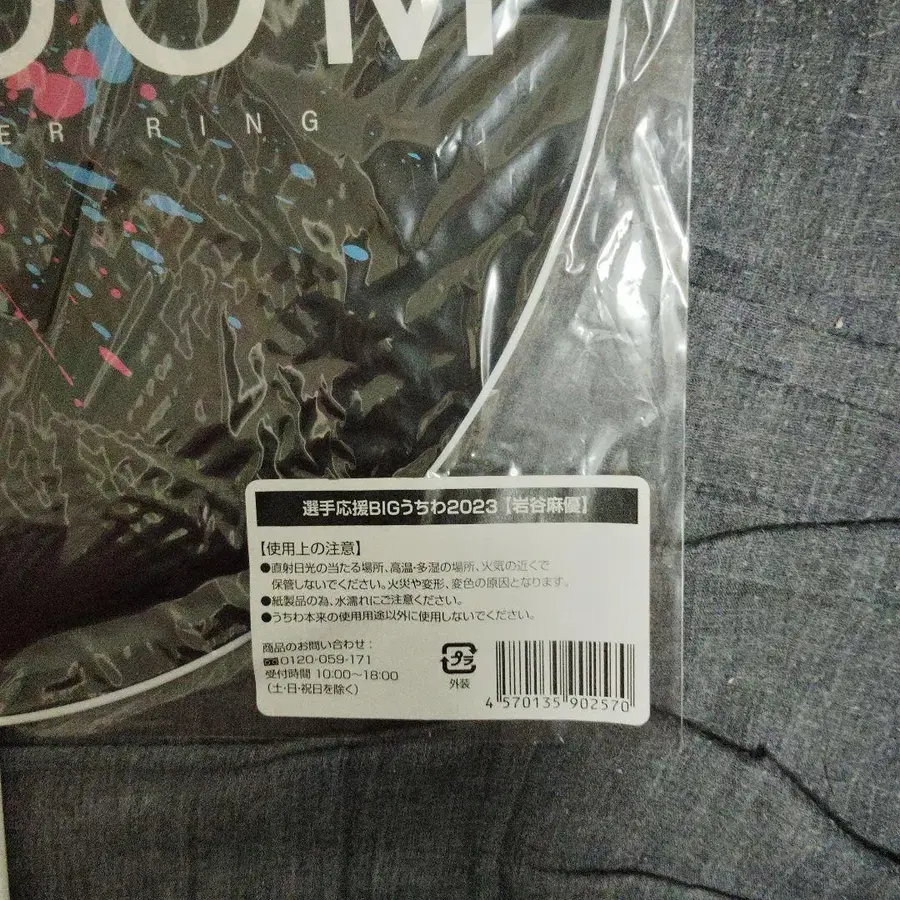 OM
ER RING
選手応援BIGうちわ2023【岩谷麻優】
【使用上の注意】
●直射日光の当たる場所、高温・多湿の場所、火気の近くで
保管しないでください。火災や変形、変色の原因となります。
●紙製品の為、水濡れにご注意ください。
●うちわ本来の使用用途以外に使用しないでください。
商品のお問い合わせ:
☎0120-059-171
受付時間 10:00〜18:00
(土・日・祝日を除く)
プラ
外装
4 570135 902570